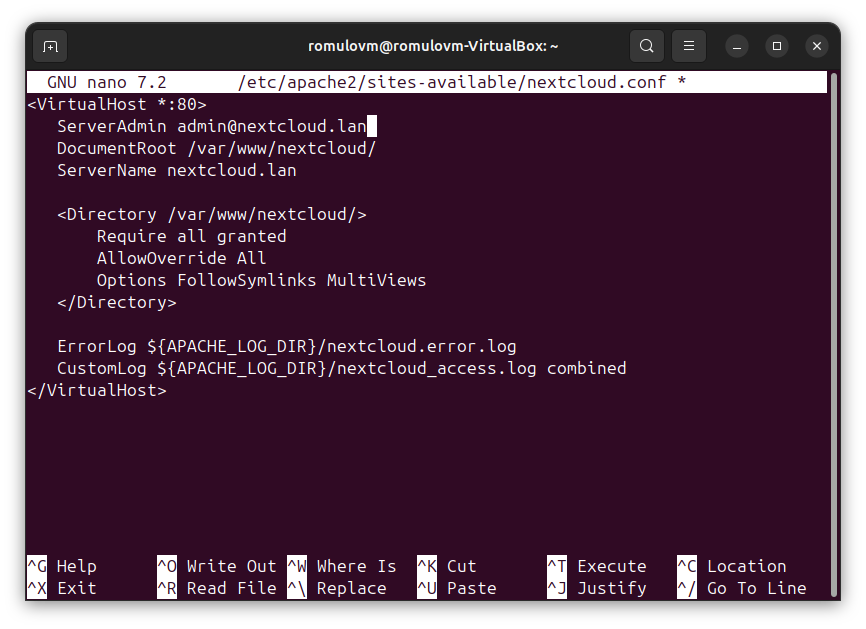 romulovm@romulovm-VirtualBox: ~
GNU nano 7.2 /etc/apache2/sites-available/nextcloud.conf *
<VirtualHost *:80>
ServerAdmin admin@nextcloud.lan
DocumentRoot /var/www/nextcloud/
ServerName nextcloud.lan
<Directory /var/www/nextcloud/>
Require all granted
AllowOverride All
Options FollowSymlinks MultiViews
</Directory>
ErrorLog ${APACHE_LOG_DIR}/nextcloud.error.log
CustomLog ${APACHE_LOG_DIR}/nextcloud_access.log combined
</VirtualHost>
^G Help ^O Write Out ^W Where Is ^K Cut ^T Execute ^C Location
^X Exit ^R Read File ^\ Replace ^U Paste ^J Justify ^/ Go To Line